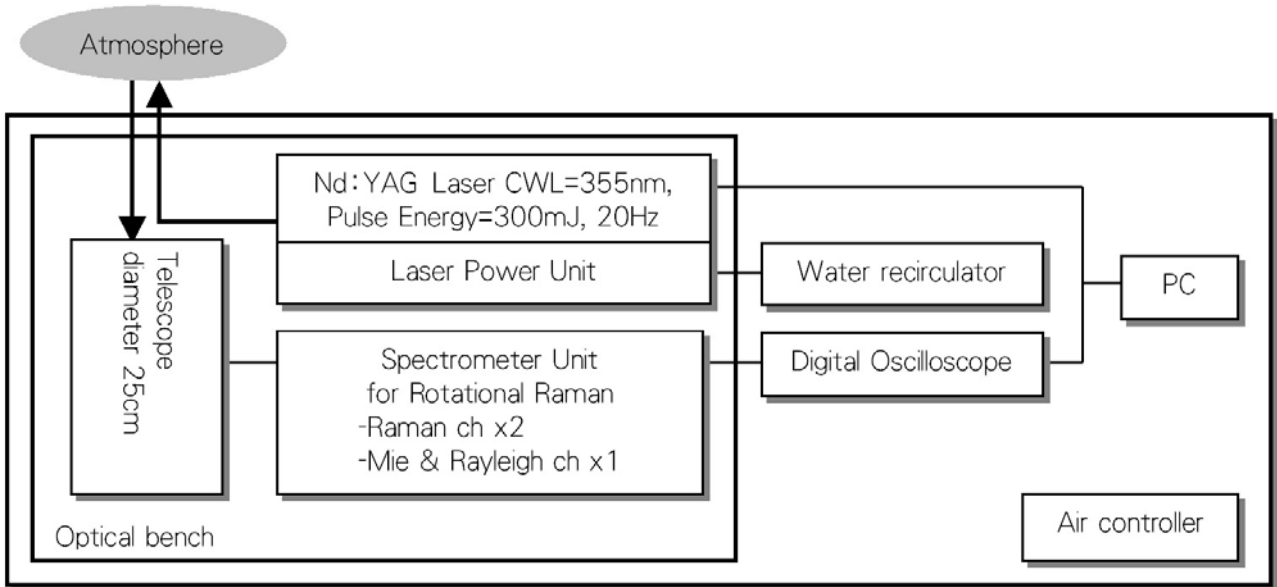 Atmosphere
Nd:YAG Laser CWL=355nm,
Pulse Energy=300mJ, 20Hz
Laser Power Unit
Water recirculator
PC
Telescope
diameter 25cm
Spectrometer Unit
for Rotational Raman
-Raman ch x2
-Mie & Rayleigh ch x1
Digital Oscilloscope
Optical bench
Air controller